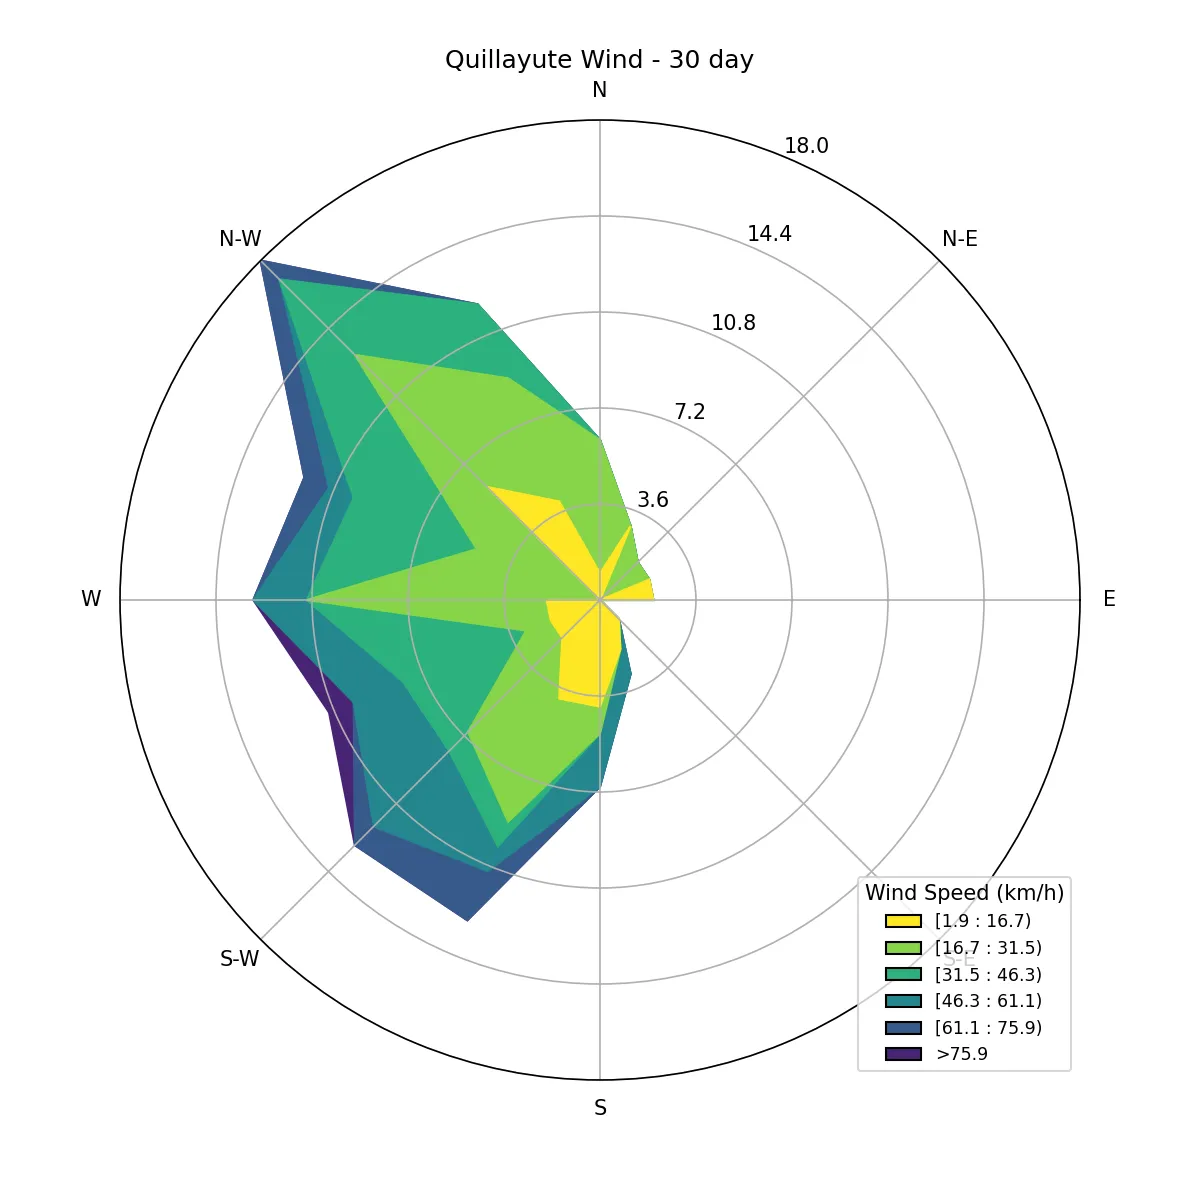 Quillayute Wind - 30 day
N
18.0
14.4
N-W
N-E
10.8
7.2
3.6
W
E
Wind Speed (km/h)
[1.9 : 16.7)
[16.7 : 31.5)
S-W
S-E
[31.5 : 46.3)
[46.3 : 61.1)
[61.1 : 75.9)
>75.9
S